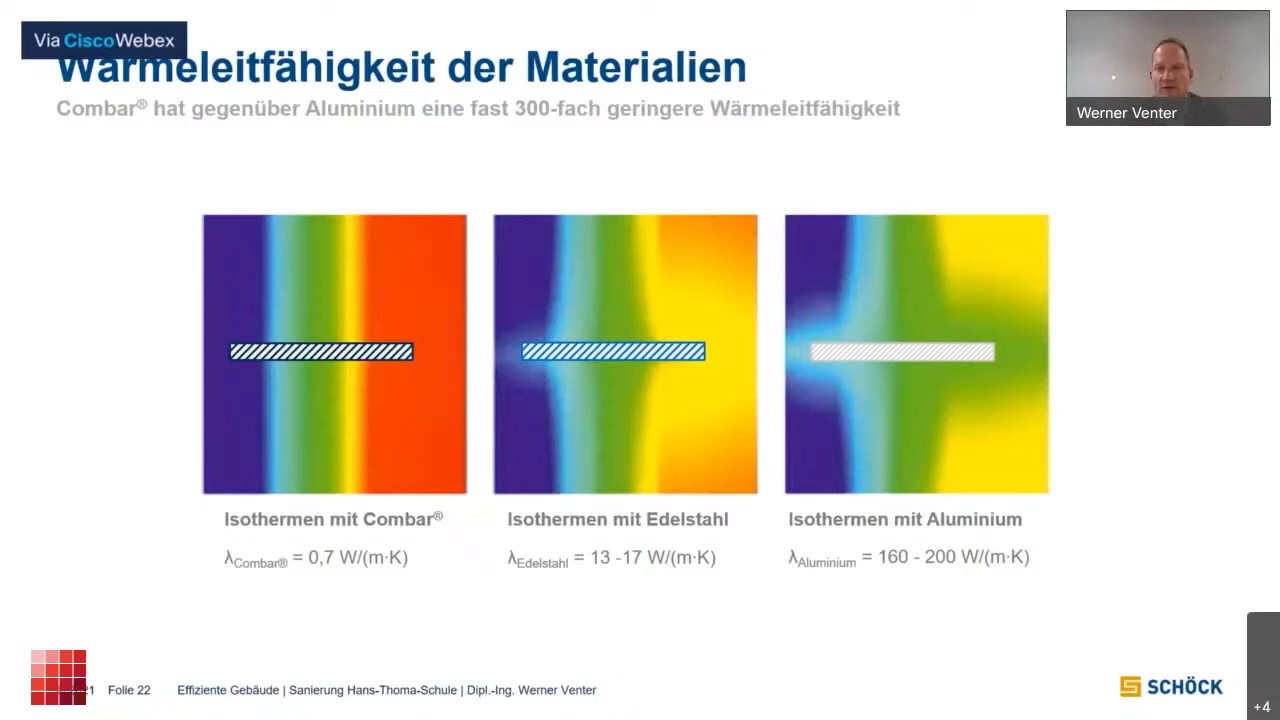 Via CiscoWebex
Wärmeleitfähigkeit der Materialien
Combar® hat gegenüber Aluminium eine fast 300-fach geringere Wärmeleitfähigkeit
Werner Venter
Isothermen mit Combar®
λCombar® = 0,7 W/(m·K)
Isothermen mit Edelstahl
λEdelstahl = 13 -17 W/(m·K)
Isothermen mit Aluminium
λAluminium = 160 - 200 W/(m·K)
Folie 22 Effiziente Gebäude | Sanierung Hans-Thoma-Schule | Dipl.-Ing. Werner Venter
SCHÖCK
+4